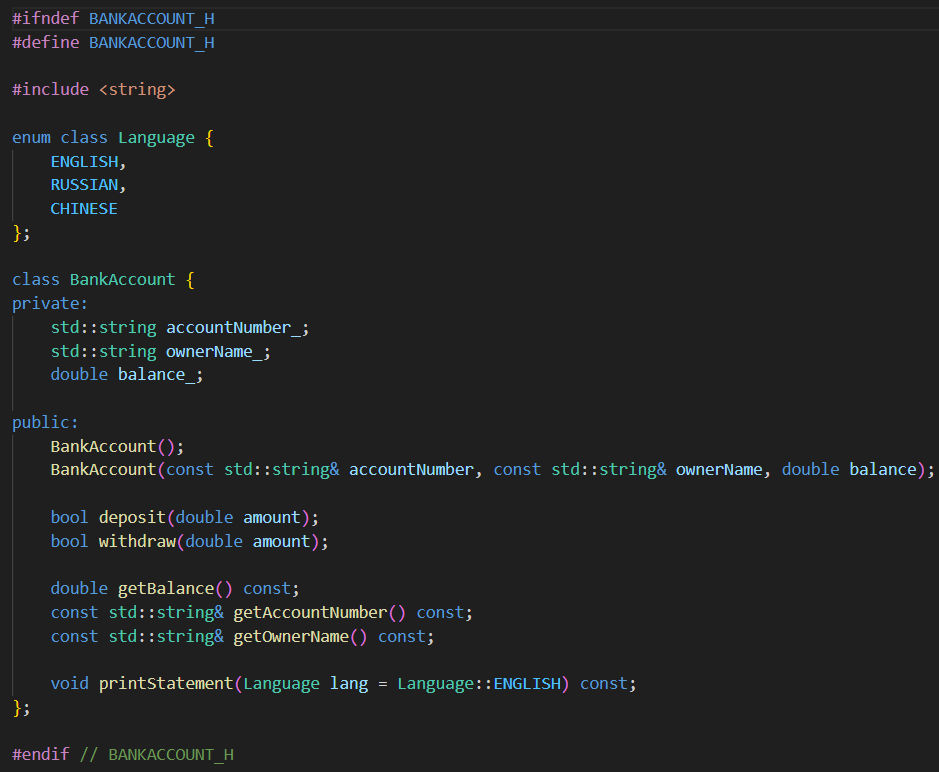 #ifndef BANKACCOUNT_H
#define BANKACCOUNT_H

#include <string>

enum class Language {
    ENGLISH,
    RUSSIAN,
    CHINESE
};

class BankAccount {
private:
    std::string accountNumber_;
    std::string ownerName_;
    double balance_;

public:
    BankAccount();
    BankAccount(const std::string& accountNumber, const std::string& ownerName, double balance);

    bool deposit(double amount);
    bool withdraw(double amount);

    double getBalance() const;
    const std::string& getAccountNumber() const;
    const std::string& getOwnerName() const;

    void printStatement(Language lang = Language::ENGLISH) const;
};

#endif // BANKACCOUNT_H